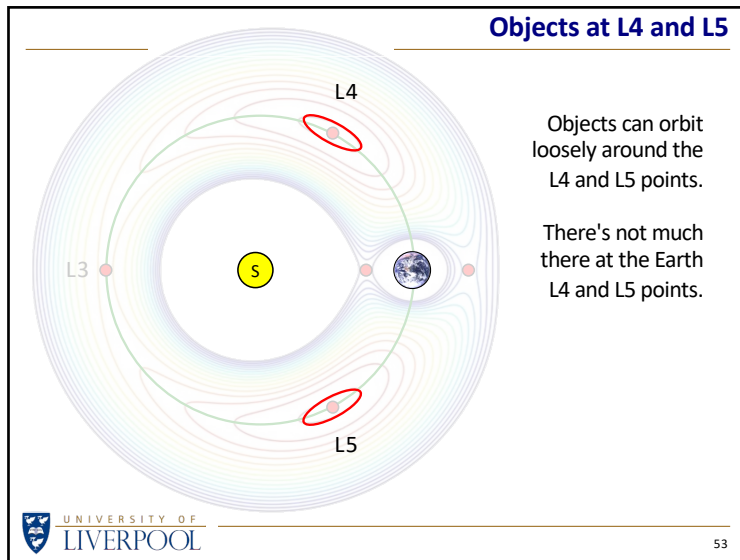 Objects at L4 and L5
L4
Objects can orbit
loosely around the
L4 and L5 points.
There's not much
there at the Earth
L4 and L5 points.
L3
S
L5
UNIVERSITY OF
LIVERPOOL
53